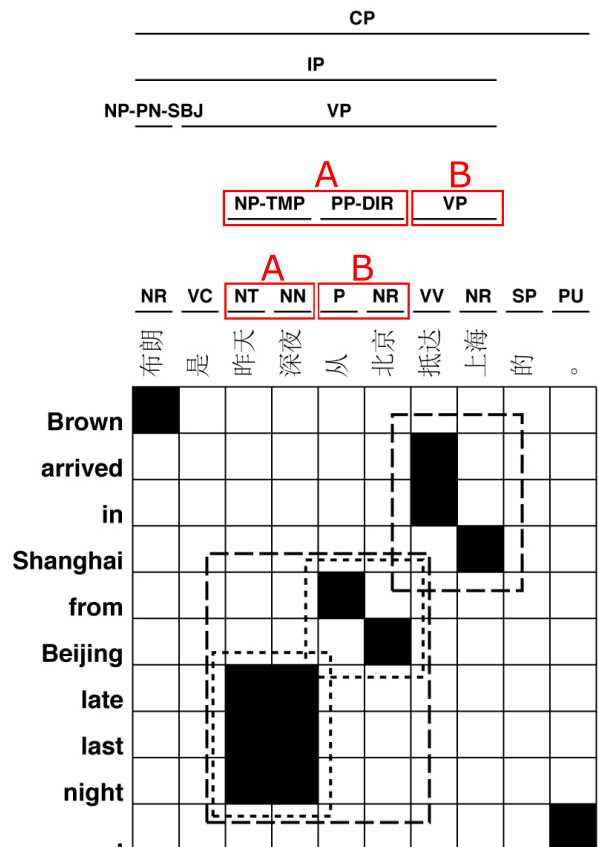 CP
IP
NP-PN-SBJ VP
A B
NP-TMP PP-DIR VP
A B
NR VC NT NN P NR VV NR SP PU
布朗 是 昨天 深夜 从 北京 抵达 上海 的 。
Brown
arrived
in
Shanghai
from
Beijing
late
last
night
.